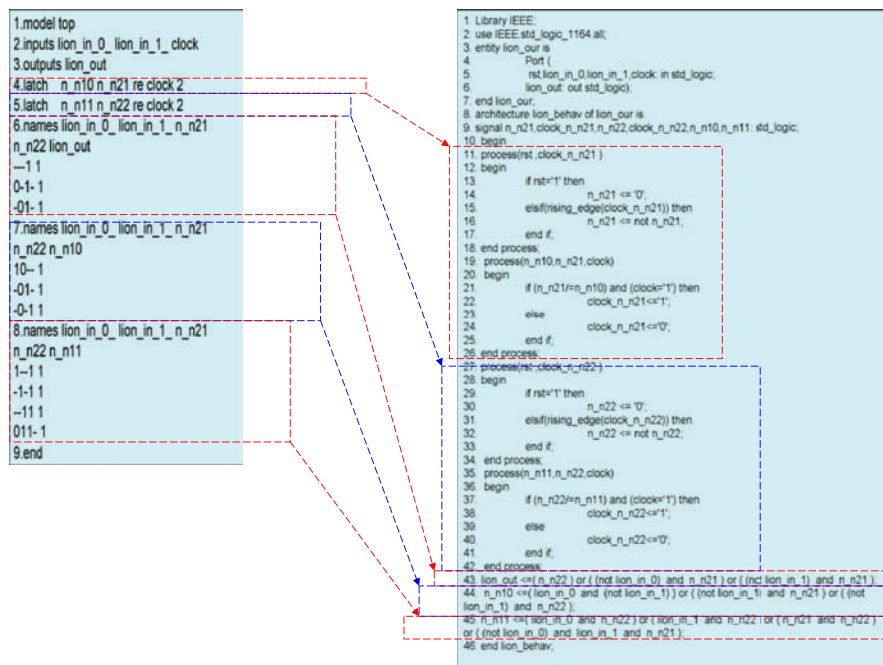 1.model top
2.inputs lion_in_0_ lion_in_1_ clock
3.outputs lion_out
4.latch n_n10 n_n21 re clock 2
5.latch n_n11 n_n22 re clock 2
6.names lion_in_0_ lion_in_1_ n_n21
n_n22 lion_out
---1 1
0-1- 1
-01- 1
7.names lion_in_0_ lion_in_1_ n_n21
n_n22 n_n10
10-- 1
-01- 1
-0-1 1
8.names lion_in_0_ lion_in_1_ n_n21
n_n22 n_n11
1--1 1
-1-1 1
--11 1
011- 1
9.end
1. Library IEEE;
2. use IEEE.std_logic_1164.all;
3. entity lion_our is
4. Port (
5. rst,lion_in_0,lion_in_1,clock: in std_logic;
6. lion_out: out std_logic);
7. end lion_our;
8. architecture lion_behav of lion_our is
9. signal n_n21,clock_n_n21,n_n22,clock_n_n22,n_n10,n_n11: std_logic;
10. begin
11. process(rst ,clock_n_n21 )
12. begin
13. if rst='1' then
14. n_n21 <= '0';
15. elsif(rising_edge(clock_n_n21)) then
16. n_n21 <= not n_n21;
17. end if;
18. end process;
19. process(n_n10,n_n21,clock)
20. begin
21. if (n_n21/=n_n10) and (clock='1') then
22. clock_n_n21<='1';
23. else
24. clock_n_n21<='0';
25. end if;
26. end process;
27. process(rst ,clock_n_n22 )
28. begin
29. if rst='1' then
30. n_n22 <= '0';
31. elsif(rising_edge(clock_n_n22)) then
32. n_n22 <= not n_n22;
33. end if;
34. end process;
35. process(n_n11,n_n22,clock)
36. begin
37. if (n_n22/=n_n11) and (clock='1') then
38. clock_n_n22<='1';
39. else
40. clock_n_n22<='0';
41. end if;
42. end process;
43. lion_out <=( n_n22 ) or ( (not lion_in_0) and n_n21 ) or ( (not lion_in_1) and n_n21 );
44. n_n10 <=( lion_in_0 and (not lion_in_1) ) or ( (not lion_in_1) and n_n21 ) or ( (not
lion_in_1) and n_n22 );
45. n_n11 <=( lion_in_0 and n_n22 ) or ( lion_in_1 and n_n22 ) or ( n_n21 and n_n22 )
or ( (not lion_in_0) and lion_in_1 and n_n21 );
46. end lion_behav;